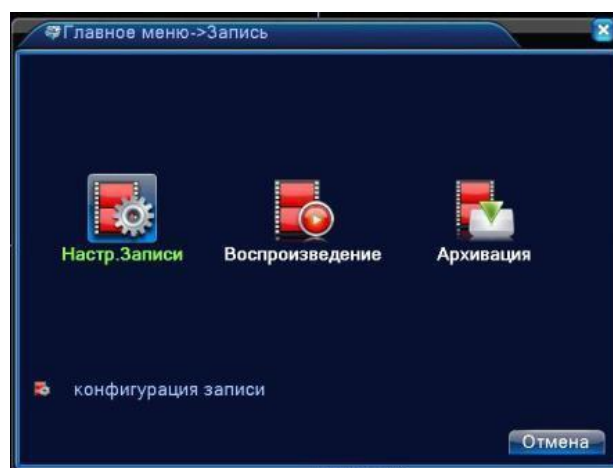 Главное меню->Запись
Настр.Записи Воспроизведение Архивация
конфигурация записи
Отмена